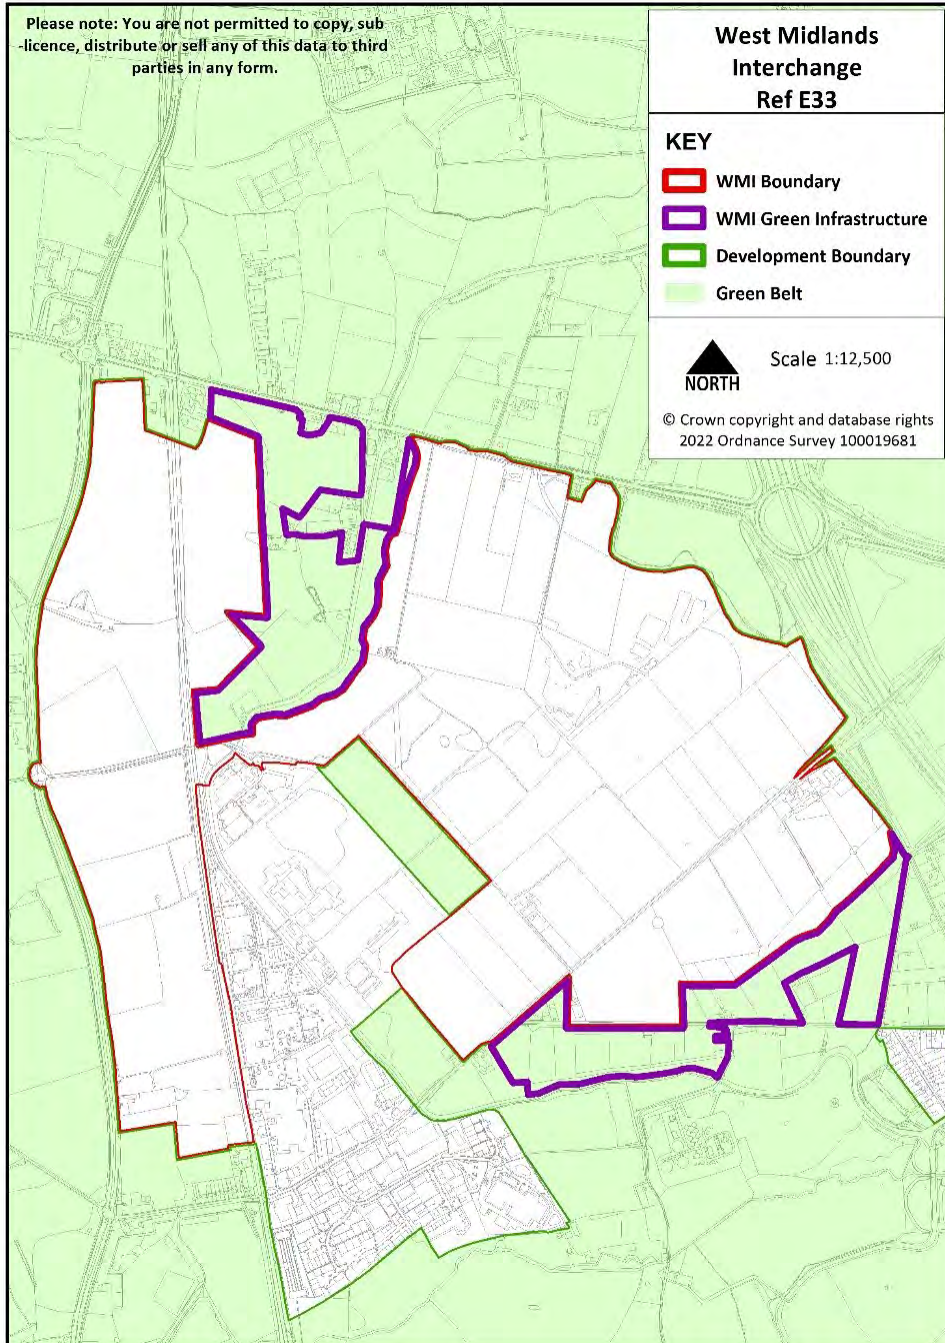 Please note: You are not permitted to copy, sub
-licence, distribute or sell any of this data to third
parties in any form.
West Midlands
Interchange
Ref E33
KEY
WMI Boundary
WMI Green Infrastructure
Development Boundary
Green Belt
NORTH
Scale 1:12,500
© Crown copyright and database rights
2022 Ordnance Survey 100019681